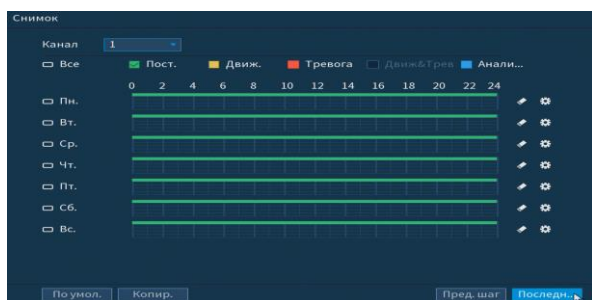 Снимок
Канал 1
Все Пост. Движ. Тревога Движ&Трев Анали...
0 2 4 6 8 10 12 14 16 18 20 22 24
Пн.
Вт.
Ср.
Чт.
Пт.
Сб.
Вс.
По умол. Копир. Пред. шаг Последн...